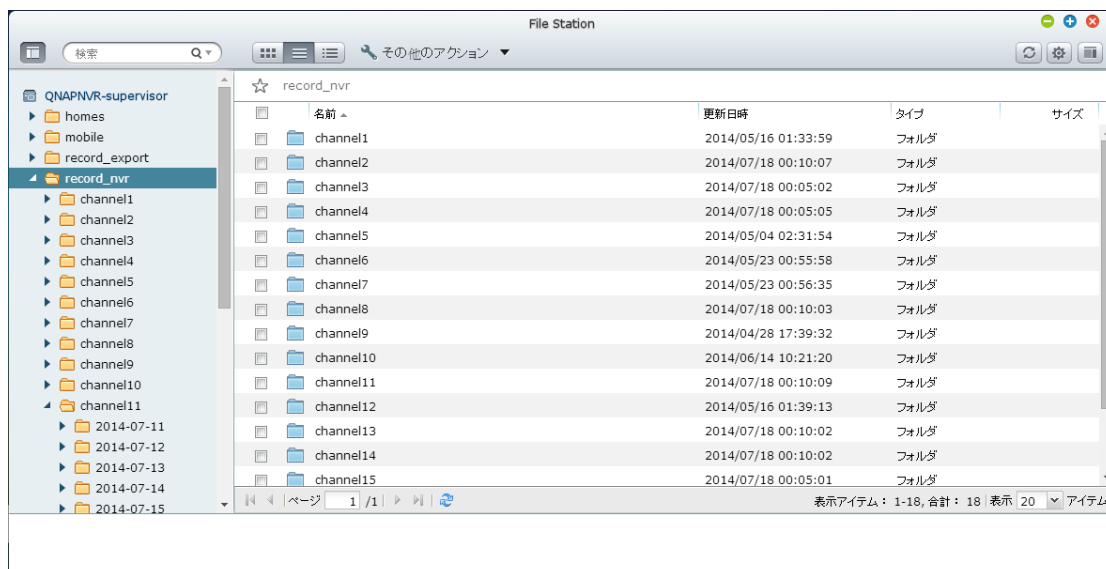 File Station
検索
その他のアクション
QNAPNVR-supervisor
homes
mobile
record_export
record_nvr
channel1
channel2
channel3
channel4
channel5
channel6
channel7
channel8
channel9
channel10
channel11
2014-07-11
2014-07-12
2014-07-13
2014-07-14
2014-07-15
record_nvr
名前 更新日時 タイプ サイズ
channel1 2014/05/16 01:33:59 フォルダ
channel2 2014/07/18 00:10:07 フォルダ
channel3 2014/07/18 00:05:02 フォルダ
channel4 2014/07/18 00:05:05 フォルダ
channel5 2014/05/04 02:31:54 フォルダ
channel6 2014/05/23 00:55:58 フォルダ
channel7 2014/05/23 00:56:35 フォルダ
channel8 2014/07/18 00:10:03 フォルダ
channel9 2014/04/28 17:39:32 フォルダ
channel10 2014/06/14 10:21:20 フォルダ
channel11 2014/07/18 00:10:09 フォルダ
channel12 2014/05/16 01:39:13 フォルダ
channel13 2014/07/18 00:10:02 フォルダ
channel14 2014/07/18 00:10:02 フォルダ
channel15 2014/07/18 00:05:01 フォルダ
ページ 1 /1 表示アイテム： 1-18, 合計： 18 表示 20 アイテム